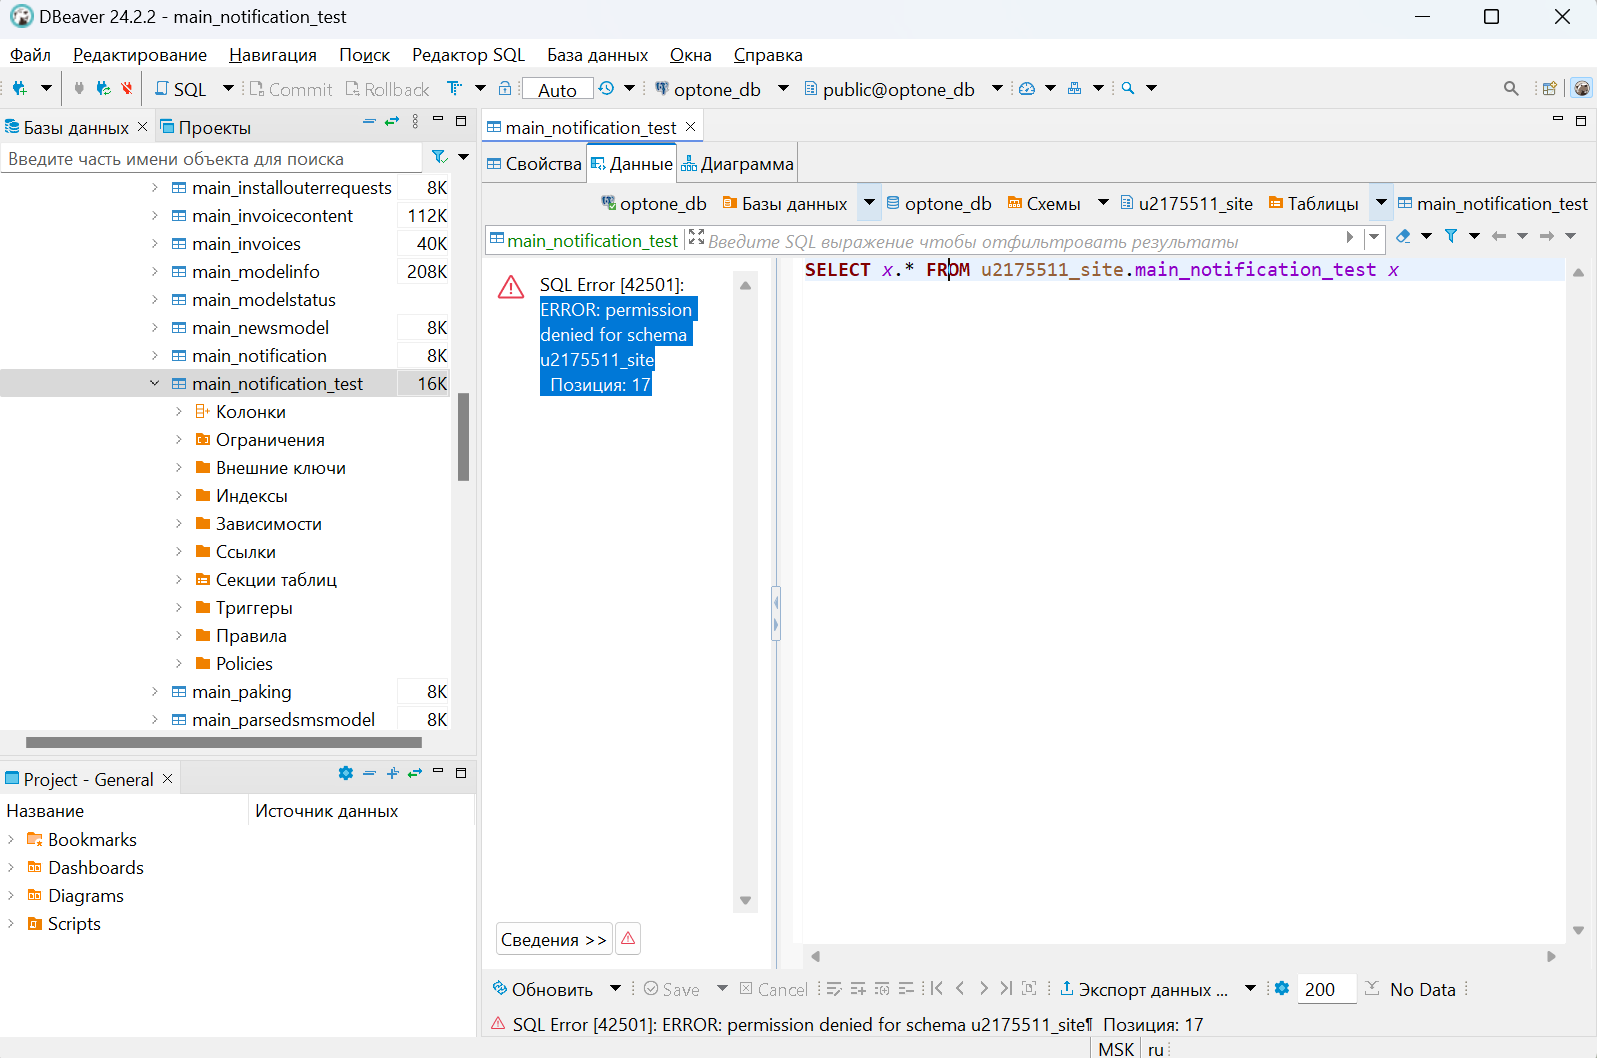 DBeaver 24.2.2 - main_notification_test
Файл Редактирование Навигация Поиск Редактор SQL База данных Окна Справка
SQL Commit Rollback Auto optone_db public@optone_db
Базы данных Проекты
Введите часть имени объекта для поиска
main_installouterrequests 8K
main_invoicecontent 112K
main_invoices 40K
main_modelinfo 208K
main_modelstatus
main_newsmodel 8K
main_notification 8K
main_notification_test 16K
Колонки
Ограничения
Внешние ключи
Индексы
Зависимости
Ссылки
Секции таблиц
Триггеры
Правила
Policies
main_paking 8K
main_parsedsmsmodel 8K
Project - General
Название Источник данных
Bookmarks
Dashboards
Diagrams
Scripts
main_notification_test
Свойства Данные Диаграмма
optone_db Базы данных optone_db Схемы u2175511_site Таблицы main_notification_test
main_notification_test Введите SQL выражение чтобы отфильтровать результаты
SQL Error [42501]:
ERROR: permission
denied for schema
u2175511_site
Позиция: 17
Сведения >>
SELECT x.* FROM u2175511_site.main_notification_test x
Обновить Save Cancel Экспорт данных ... 200 No Data
SQL Error [42501]: ERROR: permission denied for schema u2175511_site¶ Позиция: 17
MSK ru